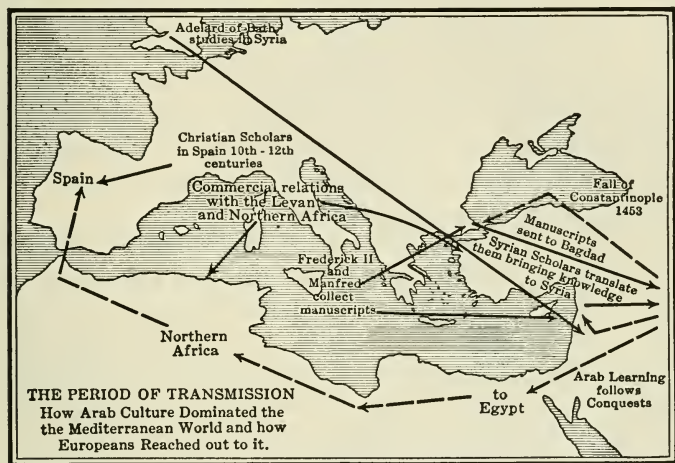 Adelard of Bath
studies in Syria
Christian Scholars
in Spain 10th - 12th
centuries
Spain
Commercial relations
with the Levant
and Northern Africa
Fall of
Constantinople
1453
Manuscripts
sent to Bagdad
Syrian Scholars translate
them bringing knowledge
to Syria
Frederick II
and
Manfred
collect
manuscripts
Northern
Africa
to
Egypt
Arab Learning
follows
Conquests
THE PERIOD OF TRANSMISSION
How Arab Culture Dominated the
the Mediterranean World and how
Europeans Reached out to it.